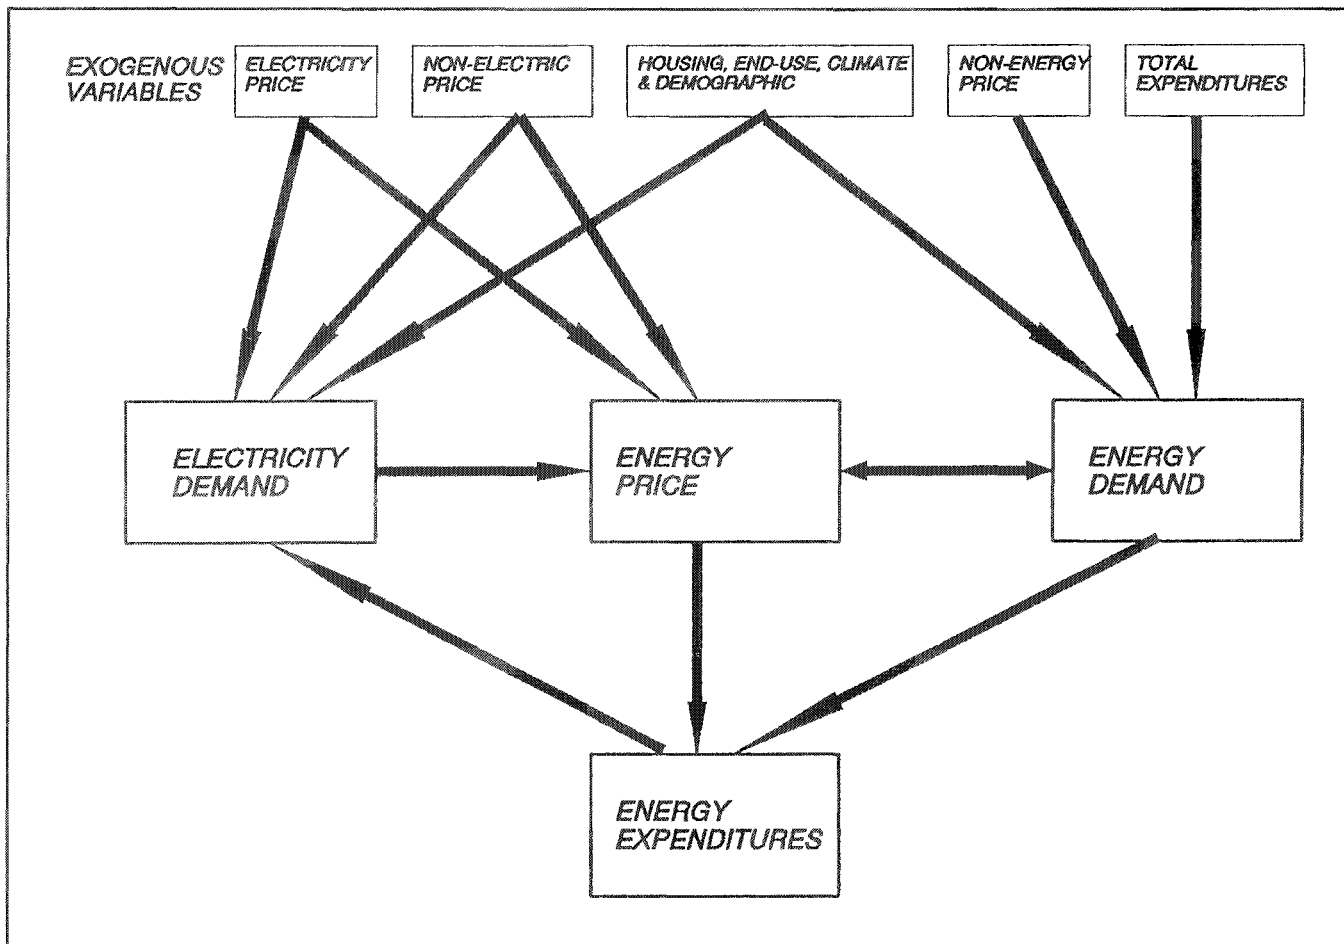 EXOGENOUS
VARIABLES
ELECTRICITY
PRICE
NON-ELECTRIC
PRICE
HOUSING, END-USE, CLIMATE
& DEMOGRAPHIC
NON-ENERGY
PRICE
TOTAL
EXPENDITURES
ELECTRICITY
DEMAND
ENERGY
PRICE
ENERGY
DEMAND
ENERGY
EXPENDITURES